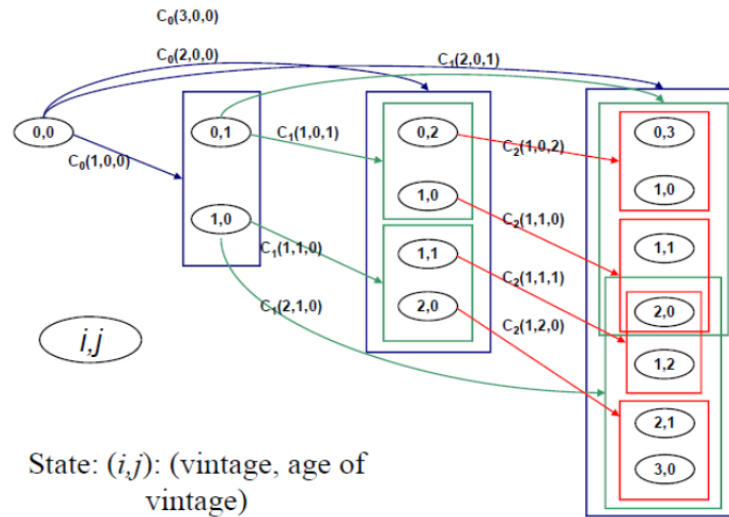 C0(3,0,0)
C0(2,0,0)
C1(2,0,1)
0,0
0,1
C1(1,0,1)
0,2
C2(1,0,2)
0,3
C0(1,0,0)
1,0
1,0
C2(1,1,0)
1,0
C1(1,1,0)
1,1
C2(1,1,1)
1,1
C1(2,1,0)
2,0
C2(1,2,0)
2,0
i,j
1,2
2,1
3,0
State: (i,j): (vintage, age of
vintage)